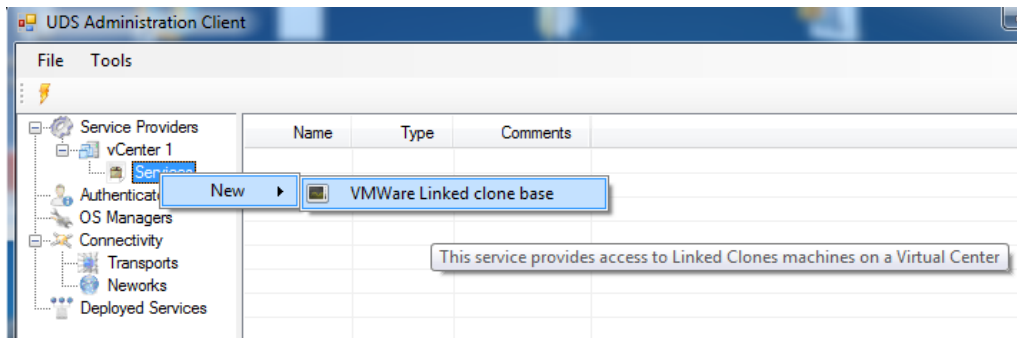 UDS Administration Client
File Tools
Service Providers
Name Type Comments
vCenter 1
Services
New
VMWare Linked clone base
Authenticat
OS Managers
Connectivity
This service provides access to Linked Clones machines on a Virtual Center
Transports
Neworks
Deployed Services